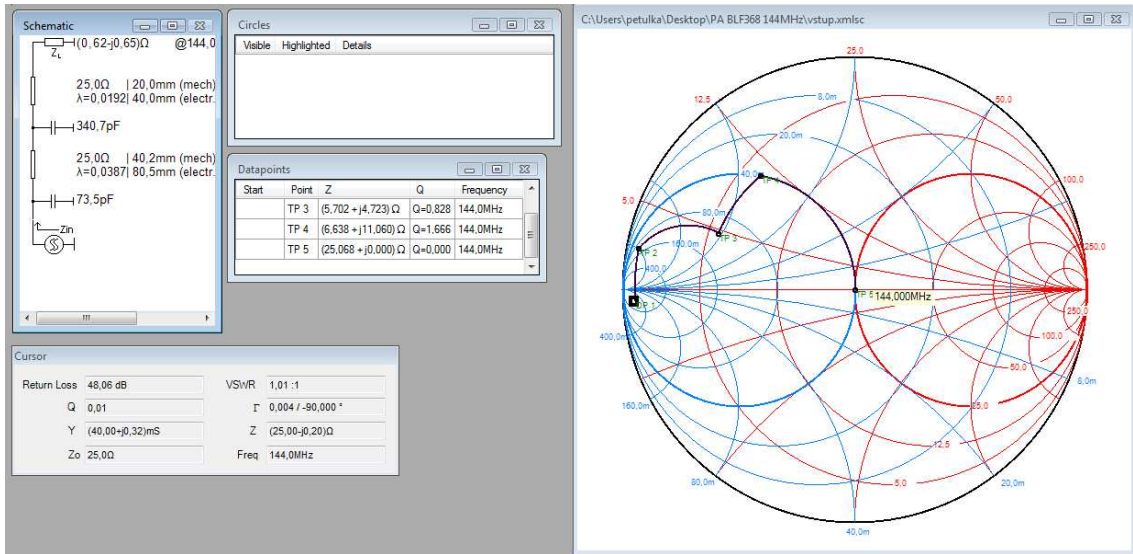 Schematic
(0, 62-j0,65)Ω @144,0
Z_L
25,0Ω | 20,0mm (mech)
λ=0,0192| 40,0mm (electr.
340,7pF
25,0Ω | 40,2mm (mech)
λ=0,0387| 80,5mm (electr.
73,5pF
Zin
Circles
Visible Highlighted Details
Datapoints
Start Point Z Q Frequency
TP 3 (5,702 +j4,723) Ω Q=0,828 144,0MHz
TP 4 (6,638 +j11,060) Ω Q=1,666 144,0MHz
TP 5 (25,068 +j0,000) Ω Q=0,000 144,0MHz
Cursor
Return Loss 48,06 dB VSWR 1,01 :1
Q 0,01 Γ 0,004 / -90,000 °
Y (40,00+j0,32)mS Z (25,00-j0,20)Ω
Zo 25,0Ω Freq 144,0MHz
C:\Users\petulka\Desktop\PA BLF368 144MHz\vstup.xmlsc
25,0
12,5
8,0m
50,0
20,0m
40,0
TP 4
100,0
5,0
80,0m
TP 3
TP 2
160,0m
250,0
400,0
TP 1
TP 5
144,000MHz
250,0
400,0m
100,0
50,0
8,0m
160,0m
25,0
12,5
80,0m
5,0
20,0m
40,0m